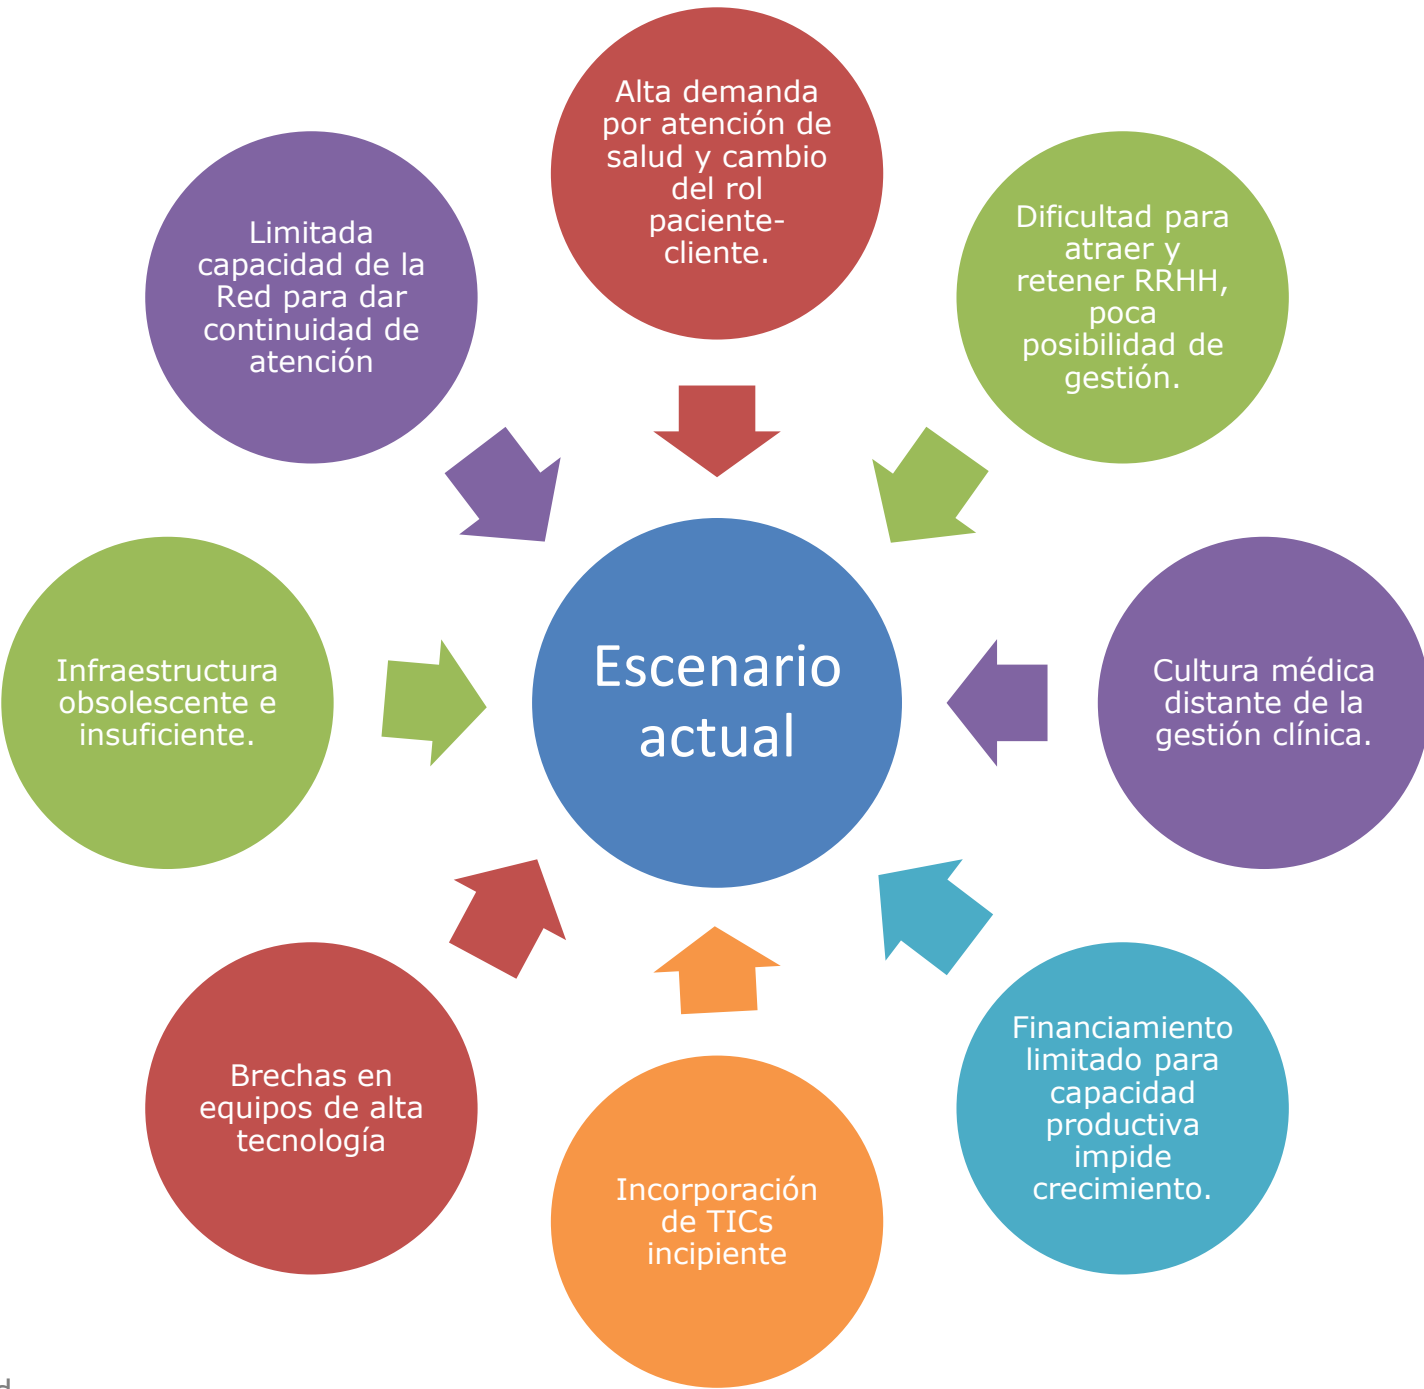 Alta demanda
por atención de
salud y cambio
del rol
paciente-
cliente.
Dificultad para
atraer y
retener RRHH,
poca
posibilidad de
gestión.
Cultura médica
distante de la
gestión clínica.
Financiamiento
limitado para
capacidad
productiva
impide
crecimiento.
Incorporación
de TICs
incipiente
Brechas en
equipos de alta
tecnología
Infraestructura
obsolescente e
insuficiente.
Limitada
capacidad de la
Red para dar
continuidad de
atención
Escenario
actual